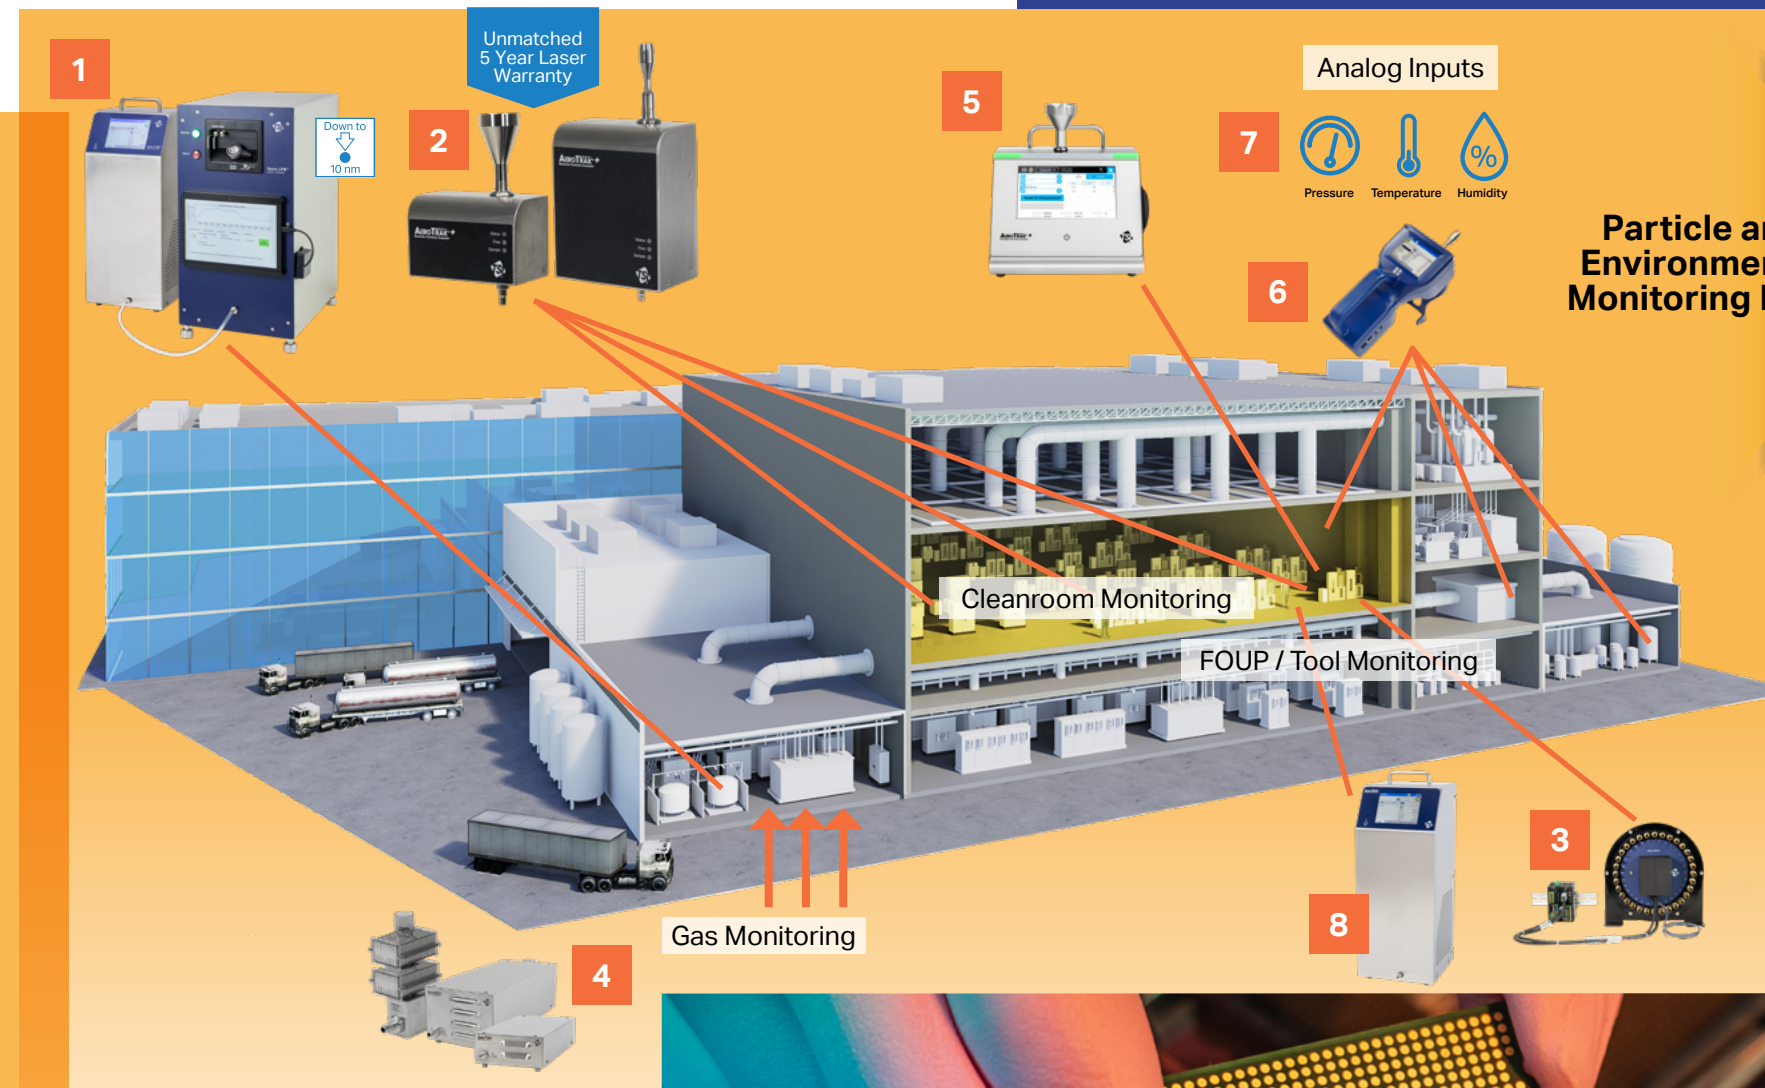 1
Down to
10 nm
Unmatched
5 Year Laser
Warranty
2
AEROTRAK+
AEROTRAK+
5
AEROTRAK+
Analog Inputs
7
%
Pressure
Temperature
Humidity
6
Particle
Environme
Monitoring
Cleanroom Monitoring
FOUP / Tool Monitoring
Gas Monitoring
4
8
3